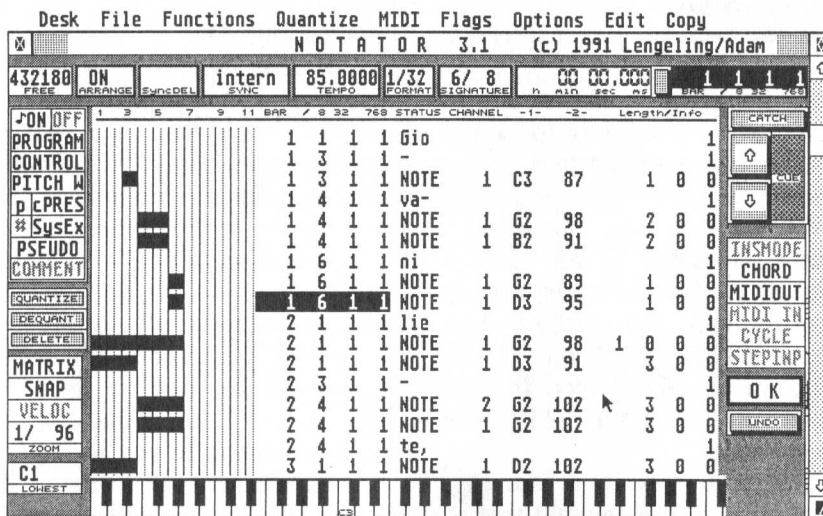 Desk File Functions Quantize MIDI Flags Options Edit Copy
N O T A T O R 3.1 (c) 1991 Lengeling/Adam
432180 ON intern 85.0000 1/32 6/ 8 00 00.000 1 1 1 1
FREE ARRANGE SyncDEL SYNC TEMPO FORMAT SIGNATURE h min sec ms BAR / 8 32 768
♪ON OFF 1 3 5 7 9 11 BAR / 8 32 768 STATUS CHANNEL -1- -2- Length/Info CATCH
PROGRAM 1 1 1 1 Gio 1
CONTROL 1 3 1 1 - 1
PITCH W 1 3 1 1 NOTE 1 C3 87 1 0 0 CUE
p cPRES 1 4 1 1 va- 1
# SysEx 1 4 1 1 NOTE 1 G2 98 2 0 0
PSEUDO 1 4 1 1 NOTE 1 B2 91 2 0 0 INSMODE
COMMENT 1 6 1 1 ni 1 CHORD
1 6 1 1 NOTE 1 G2 89 1 0 0 MIDIOUT
QUANTIZE 1 6 1 1 NOTE 1 D3 95 1 0 0 MIDI IN
DEQUANT 2 1 1 1 lie 1 CYCLE
DELETE 2 1 1 1 NOTE 1 G2 98 1 0 0 0 STEPINP
MATRIX 2 1 1 1 NOTE 1 D3 91 3 0 0
SNAP 2 3 1 1 - 1 O K
VELOC 2 4 1 1 NOTE 2 G2 102 3 0 0
1/ 96 2 4 1 1 NOTE 1 G2 102 3 0 0 UNDO
ZOOM 2 4 1 1 te, 1
C1 3 1 1 1 NOTE 1 D2 102 3 0 0
LOWEST
C3